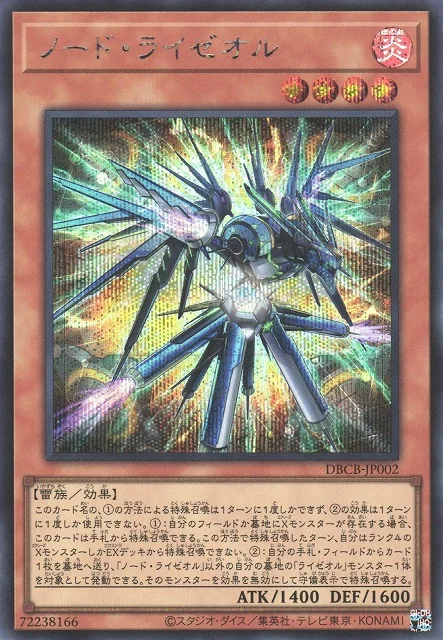 ノード・ライゼオル
炎
DBCB-JP002
【雷族/効果】
このカード名の、①の方法による特殊召喚は1ターンに1度しかできず、②の効果は1ターン
に1度しか使用できない。①:自分のフィールドか墓地にXモンスターが存在する場合、
このカードは手札から特殊召喚できる。この方法で特殊召喚したターン、自分はランク4の
XモンスターしかEXデッキから特殊召喚できない。②:自分の手札・フィールドからカード
1枚を墓地へ送り、「ノード・ライゼオル」以外の自分の墓地の「ライゼオル」モンスター1体
を対象として発動できる。そのモンスターを効果を無効にして守備表示で特殊召喚する。
ATK/1400 DEF/1600
72238166 ©スタジオ・ダイス/集英社・テレビ東京・KONAMI